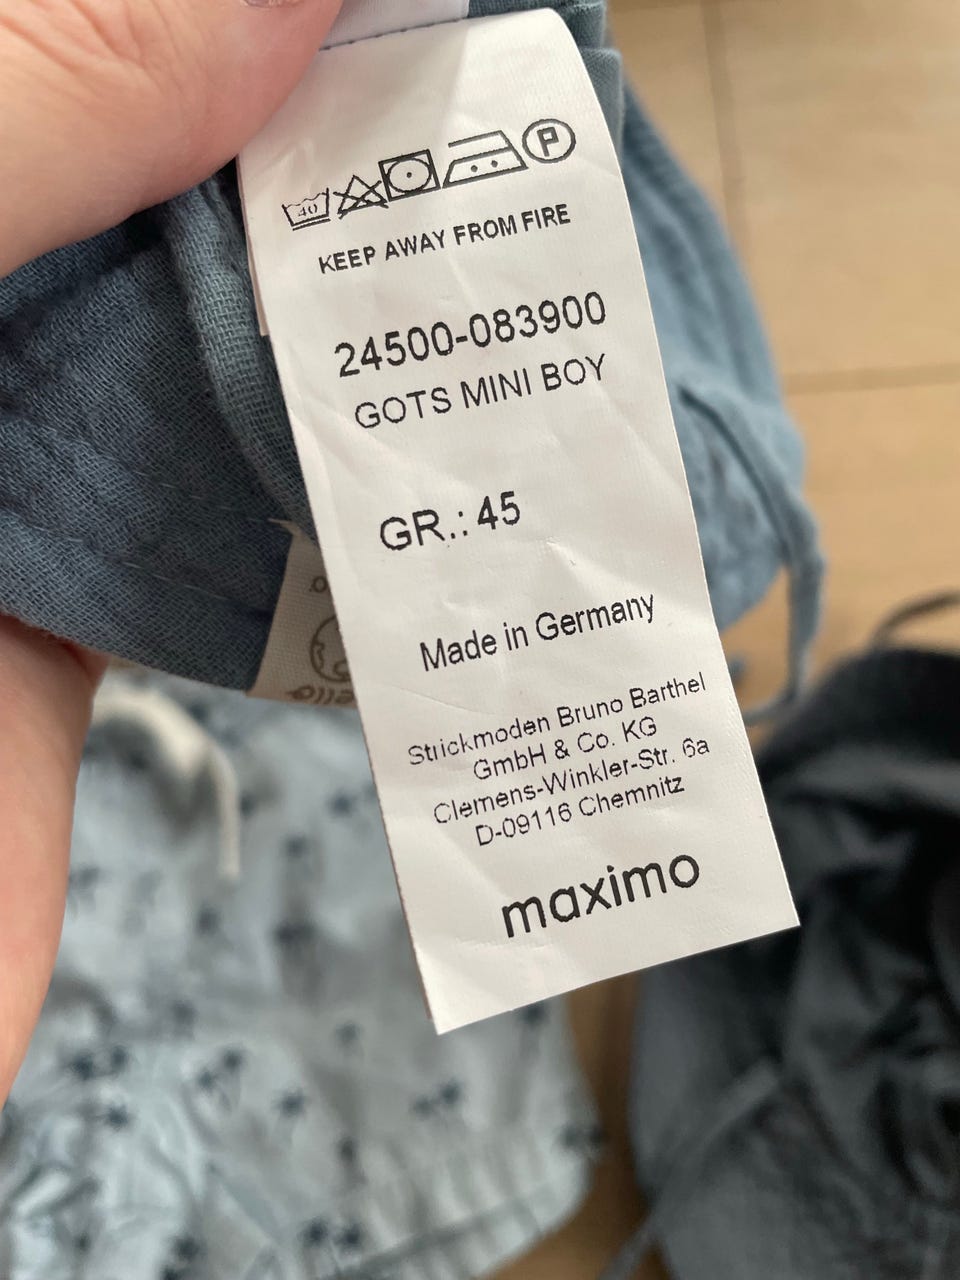 40
P
KEEP AWAY FROM FIRE
24500-083900
GOTS MINI BOY
GR.: 45
Made in Germany
Strickmoden Bruno Barthel
GmbH & Co. KG
Clemens-Winkler-Str. 6a
D-09116 Chemnitz
maximo